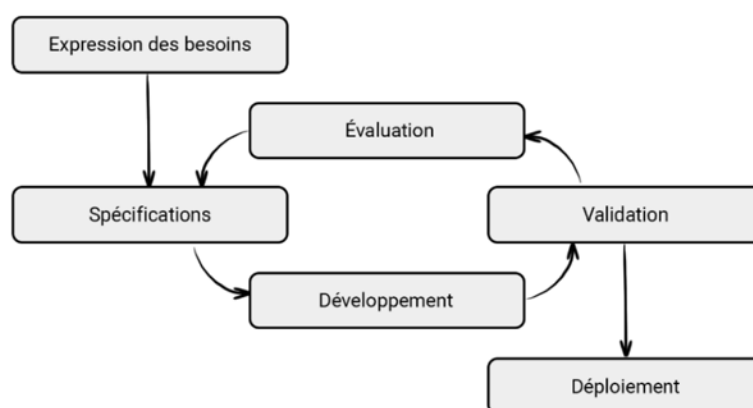 Expression des besoins
Évaluation
Spécifications
Validation
Développement
Déploiement